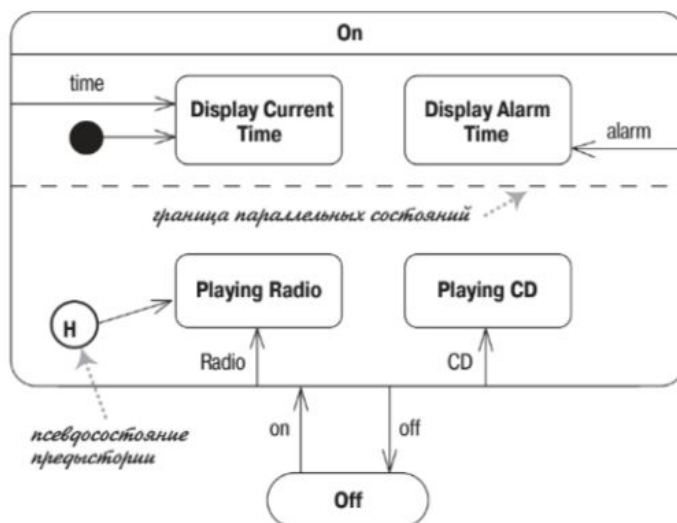 On
time
Display Current
Time
Display Alarm
Time
alarm
граница параллельных состояний
Playing Radio
Playing CD
H
Radio
CD
псевдосостояние
предыстории
on
off
Off